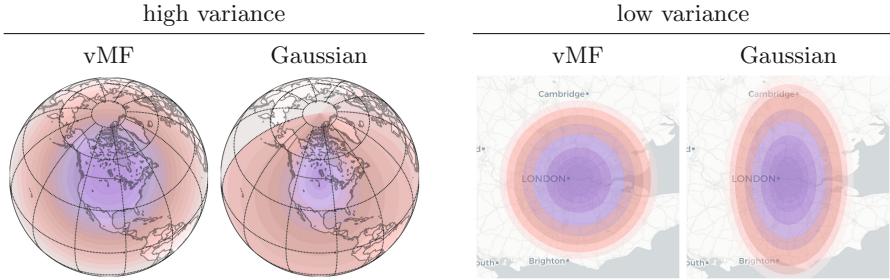 high variance
low variance
vMF
Gaussian
vMF
Gaussian
Cambridge
Cambridge
LONDON
LONDON
Brighton
Brighton